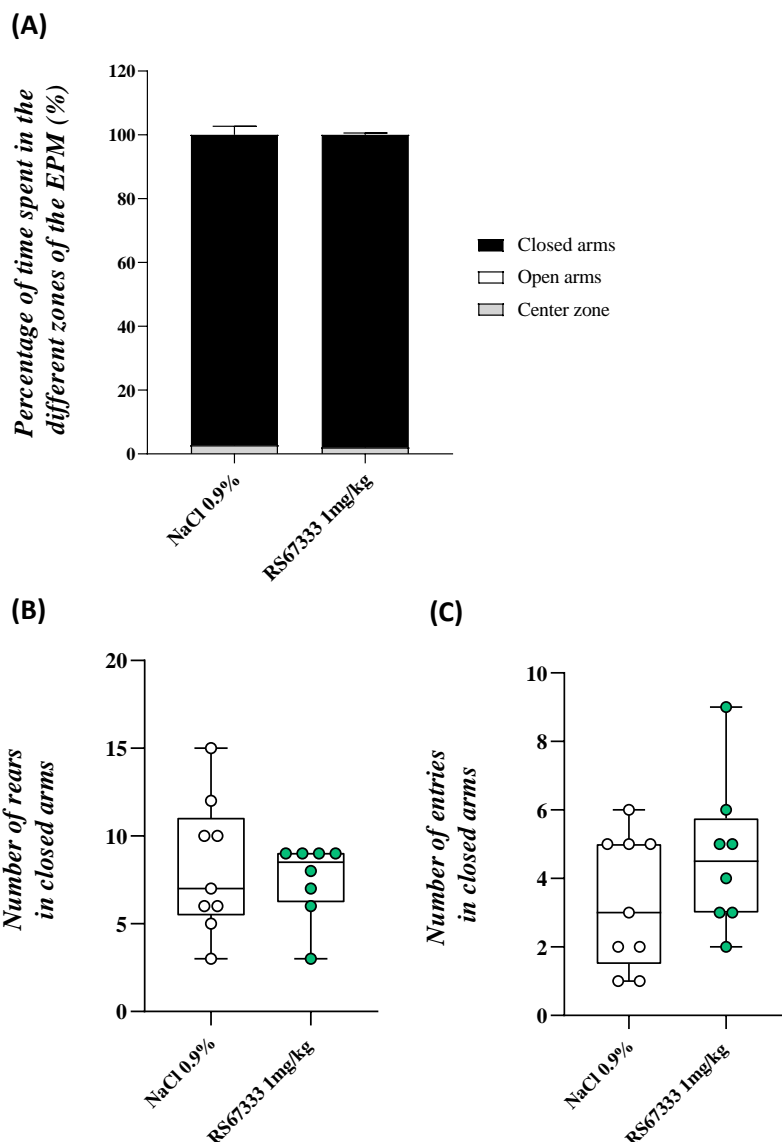 (A)
Percentage of time spent in the
different zones of the EPM (%)
120
100
80
60
40
20
0
NaCl 0.9%
RS67333 1mg/kg
Closed arms
Open arms
Center zone
(B)
Number of rears
in closed arms
20
15
10
5
0
NaCl 0.9%
RS67333 1mg/kg
(C)
Number of entries
in closed arms
10
8
6
4
2
0
NaCl 0.9%
RS67333 1mg/kg